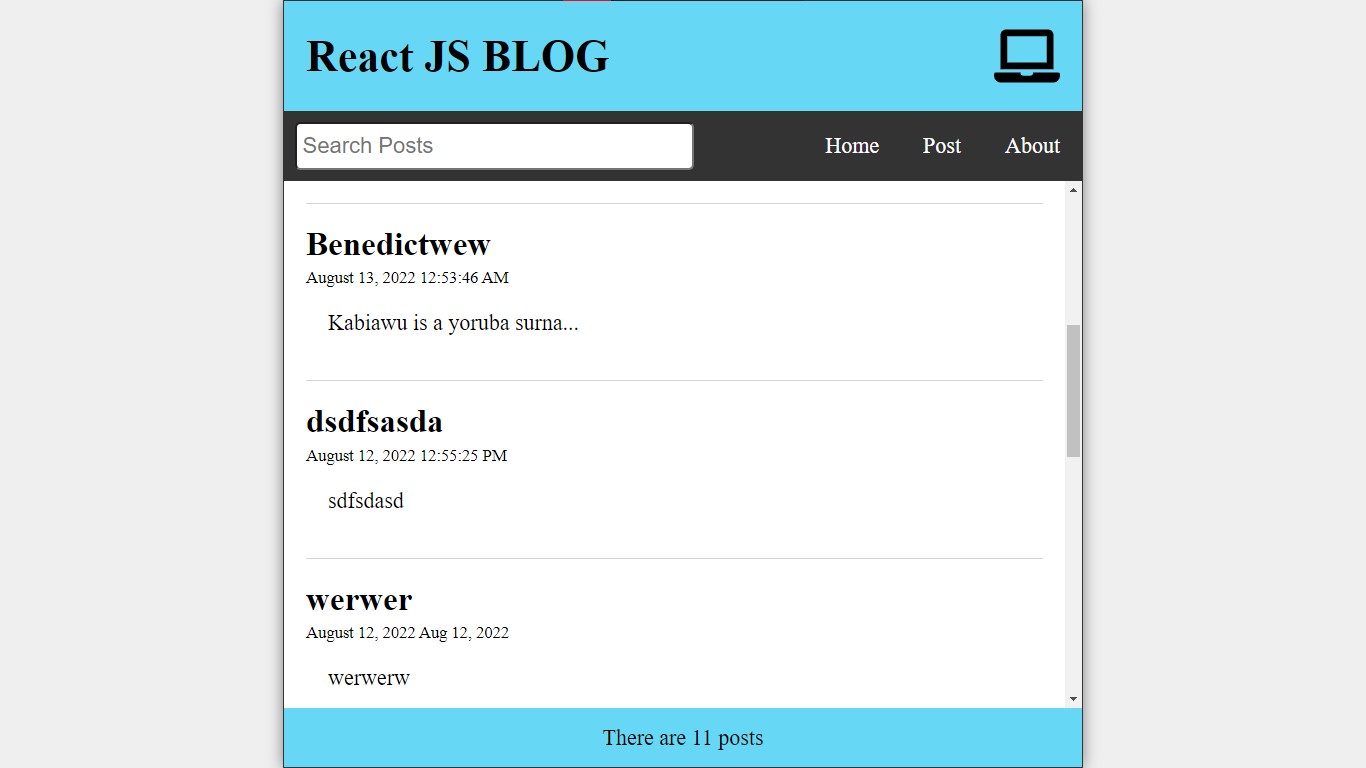 React JS BLOG
Search Posts
Home Post About
Benedictwew
August 13, 2022 12:53:46 AM
Kabiawu is a yoruba surna...
dsdfsasda
August 12, 2022 12:55:25 PM
sdfsdasd
werwer
August 12, 2022 Aug 12, 2022
werwerw
There are 11 posts